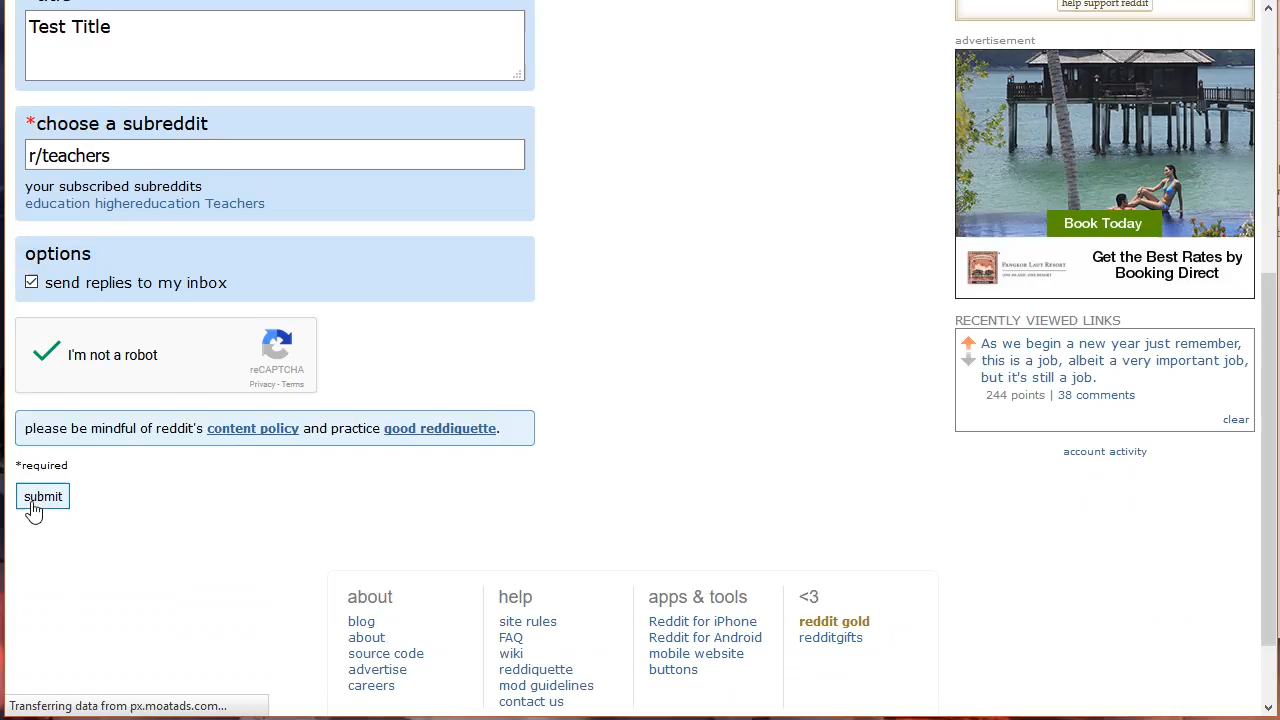 Test Title
*choose a subreddit
r/teachers
your subscribed subreddits
education highereducation Teachers
options
send replies to my inbox
I'm not a robot
reCAPTCHA
Privacy - Terms
please be mindful of reddit's content policy and practice good reddiquette.
*required
submit
help support reddit
advertisement
Book Today
PANGKOR LAUT RESORT
Get the Best Rates by
Booking Direct
RECENTLY VIEWED LINKS
As we begin a new year just remember,
this is a job, albeit a very important job,
but it's still a job.
244 points | 38 comments
clear
account activity
about
blog
about
source code
advertise
careers
help
site rules
FAQ
wiki
reddiquette
mod guidelines
contact us
apps & tools
Reddit for iPhone
Reddit for Android
mobile website
buttons
<3
reddit gold
redditgifts
Transferring data from px.moatads.com...